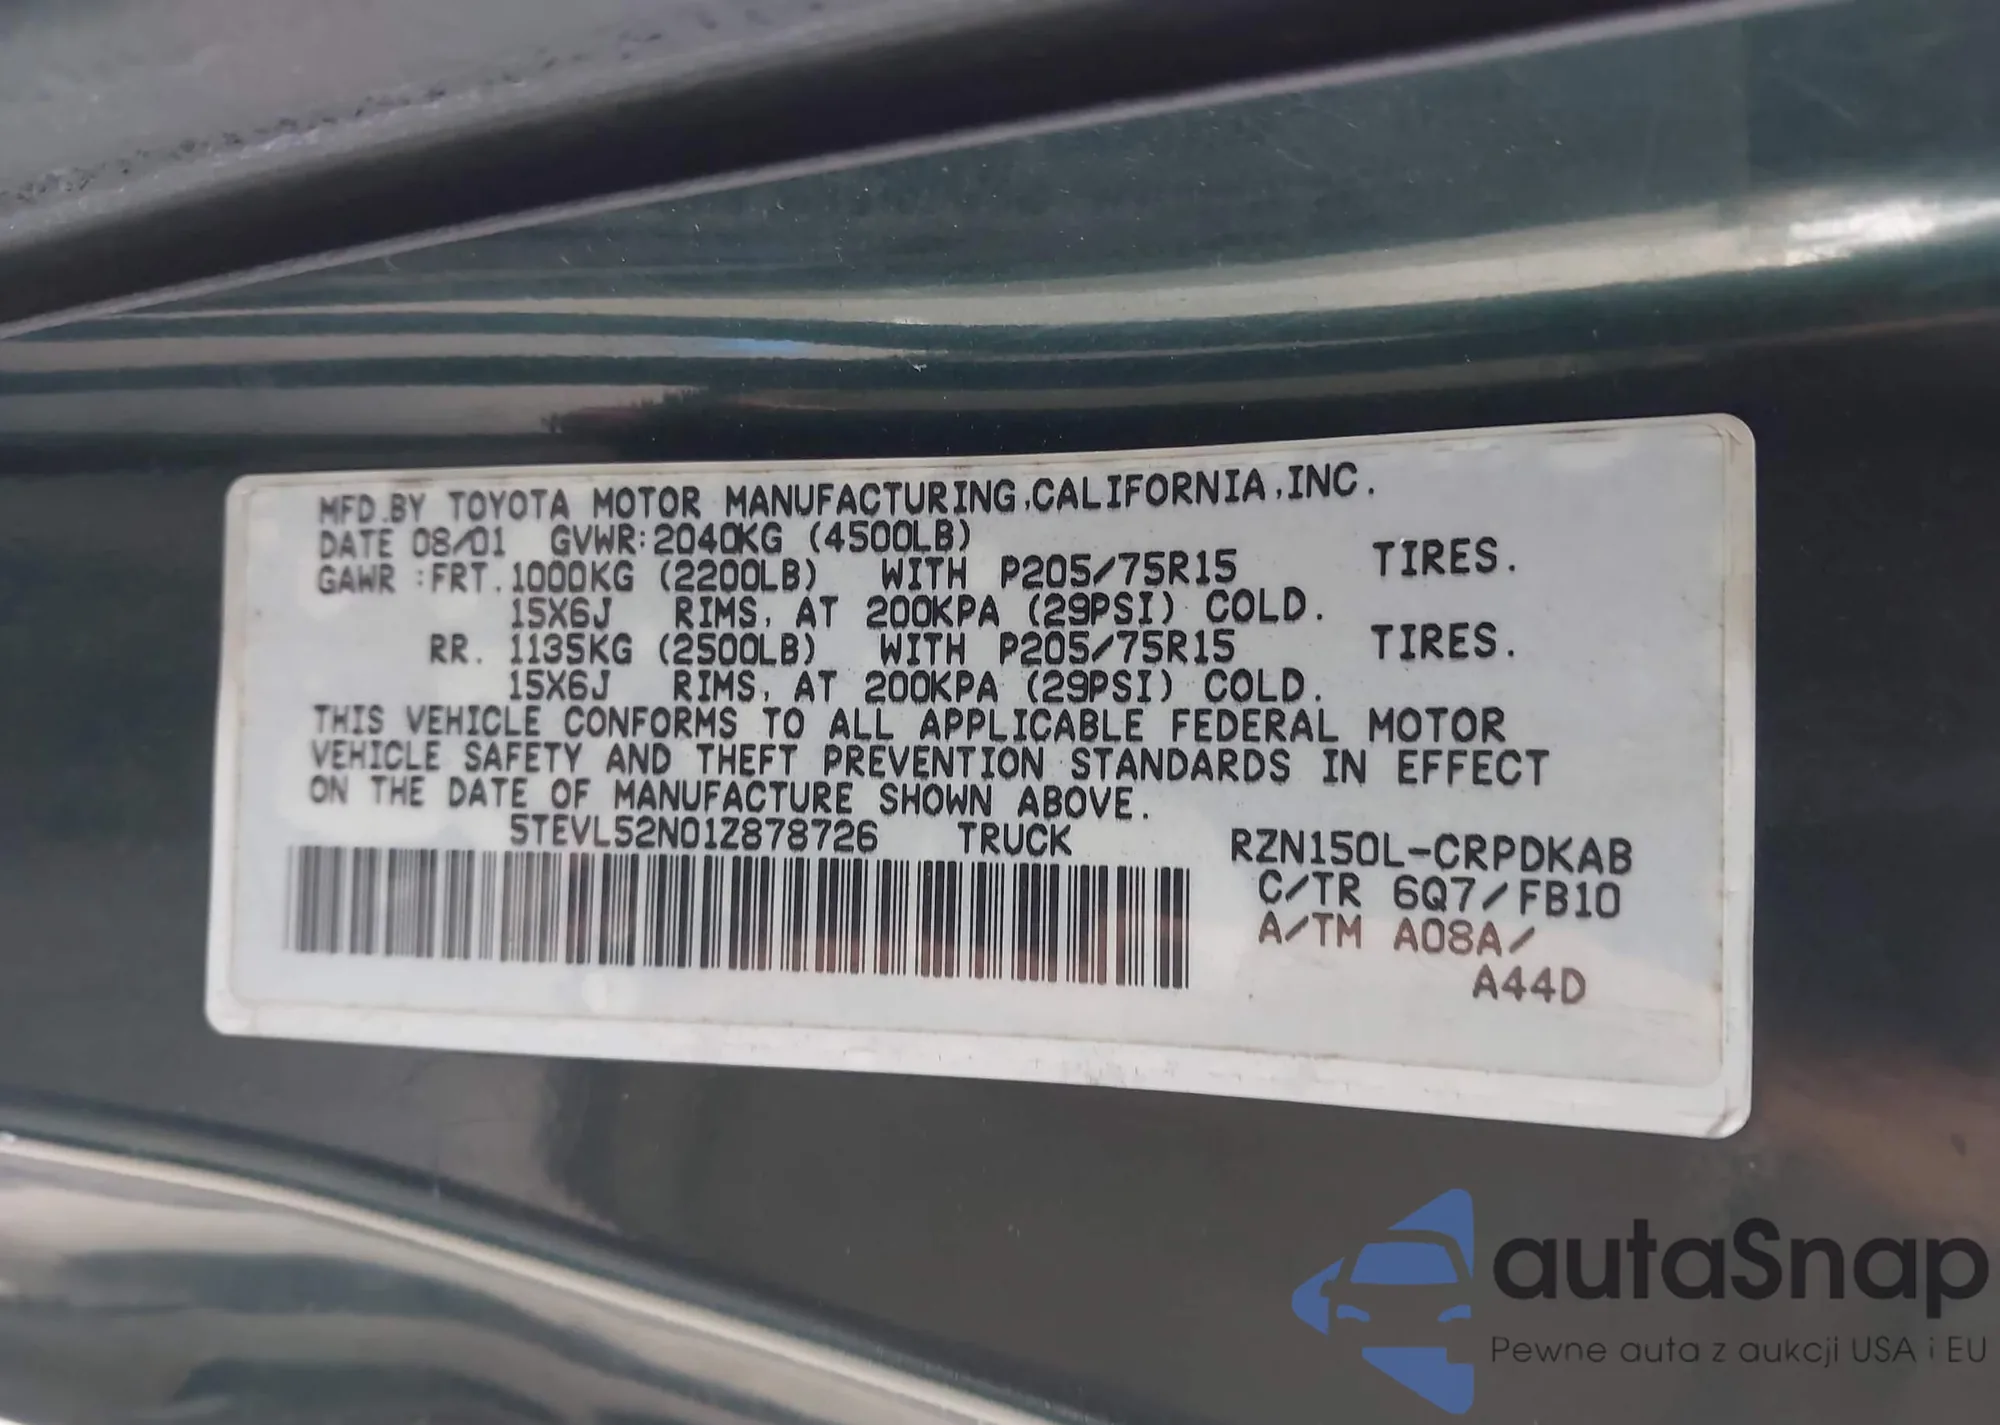 MFD.BY TOYOTA MOTOR MANUFACTURING,CALIFORNIA,INC.
DATE 08/01 GVWR:2040KG (4500LB)
GAWR :FRT. 1000KG (2200LB) WITH P205/75R15 TIRES.
15X6J RIMS, AT 200KPA (29PSI) COLD.
RR. 1135KG (2500LB) WITH P205/75R15 TIRES.
15X6J RIMS, AT 200KPA (29PSI) COLD.
THIS VEHICLE CONFORMS TO ALL APPLICABLE FEDERAL MOTOR
VEHICLE SAFETY AND THEFT PREVENTION STANDARDS IN EFFECT
ON THE DATE OF MANUFACTURE SHOWN ABOVE.
5TEVL52N01Z878726 TRUCK RZN150L-CRPDKAB
C/TR 6Q7/FB10
A/TM A08A/
A44D
autaSnap
Pewne auta z aukcji USA i EU